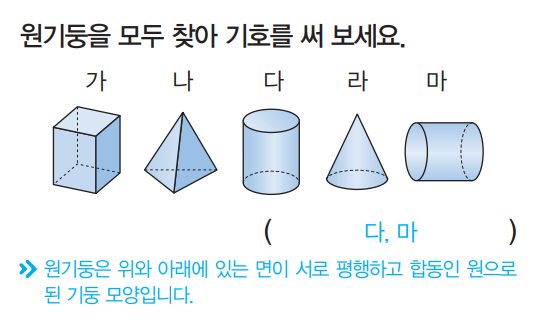 원기둥을 모두 찾아 기호를 써 보세요.
가 나 다 라 마
( 다, 마 )
원기둥은 위와 아래에 있는 면이 서로 평행하고 합동인 원으로
된 기둥 모양입니다.